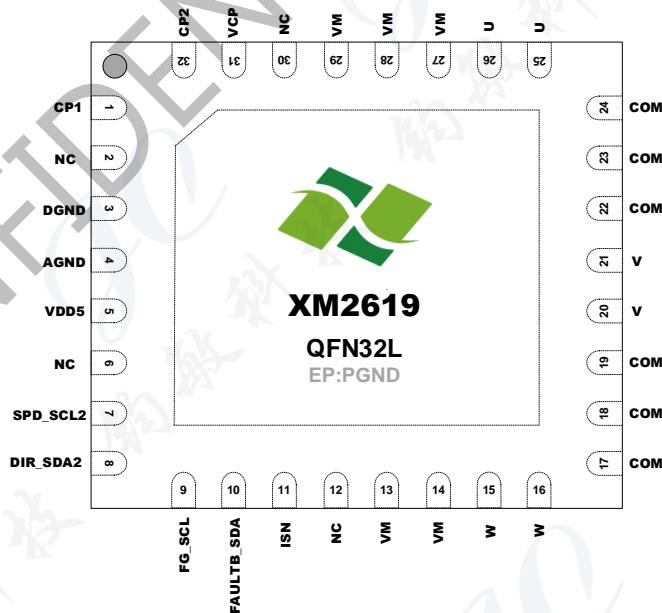 CP2 VCP NC VM VM VM U U
32 31 30 29 28 27 26 25
CP1 1
NC 2
DGND 3
AGND 4
VDD5 5
NC 6
SPD_SCL2 7
DIR_SDA2 8
24 COM
23 COM
22 COM
21 V
20 V
19 COM
18 COM
17 COM
XM2619
QFN32L
EP:PGND
9 10 11 12 13 14 15 16
FG_SCL FAULTB_SDA ISN NC VM VM W W